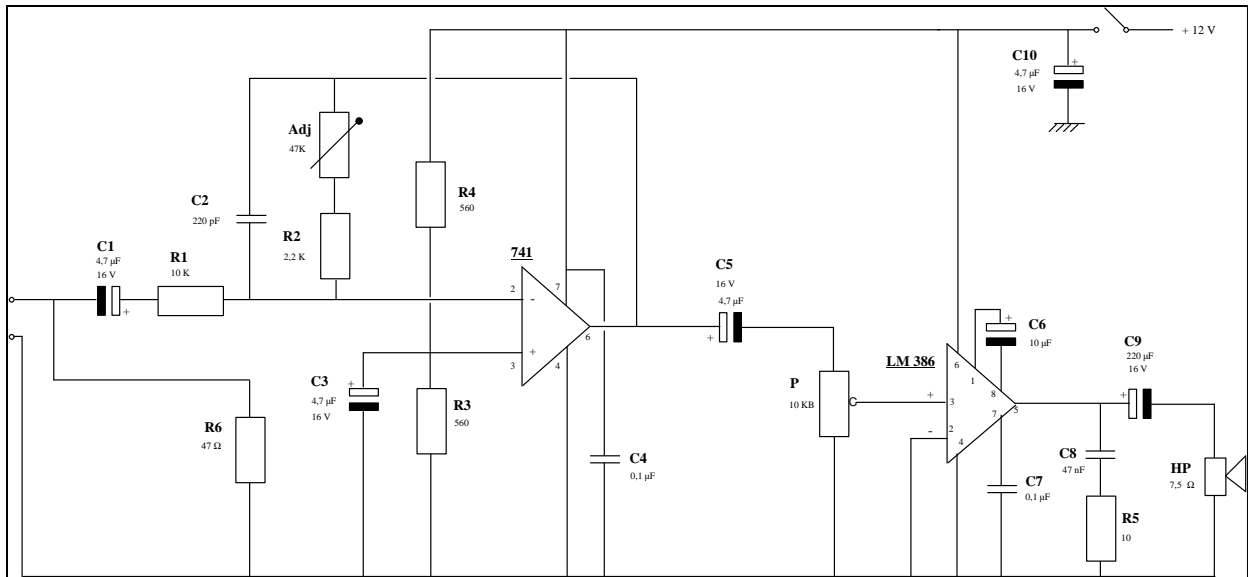 + 12 V
C10
+
4,7 µF
16 V
Adj
47K
R4
560
C2
220 pF
R2
2,2 K
C1
4,7 µF
16 V
+
R1
10 K
741
2
-
7
6
+
3
4
C5
16 V
4,7 µF
+
C3
+
4,7 µF
16 V
R3
560
R6
47 Ω
C4
0,1 µF
P
10 KB
LM 386
6
1
+
C6
10 µF
8
+
3
7
5
2
-
4
C9
220 µF
16 V
+
C7
0,1 µF
C8
47 nF
R5
10
HP
7,5 Ω